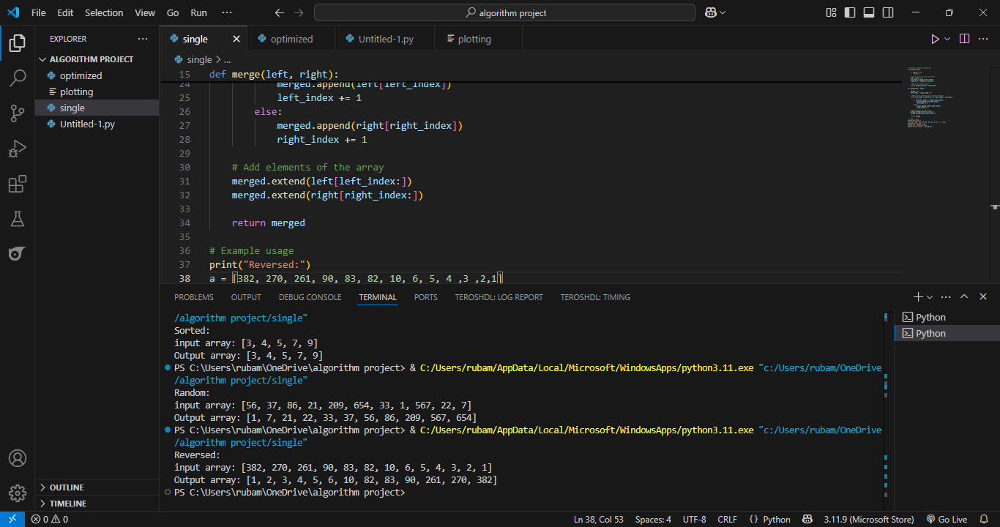 File Edit Selection View Go Run ··· algorithm project
EXPLORER ···
ALGORITHM PROJECT
optimized
plotting
single
Untitled-1.py
OUTLINE
TIMELINE
single optimized Untitled-1.py plotting
single > ...
15 def merge(left, right):
24 merged.append(left[left_index])
25 left_index += 1
26 else:
27 merged.append(right[right_index])
28 right_index += 1
29
30 # Add elements of the array
31 merged.extend(left[left_index:])
32 merged.extend(right[right_index:])
33
34 return merged
35
36 # Example usage
37 print("Reversed:")
38 a = [382, 270, 261, 90, 83, 82, 10, 6, 5, 4 ,3 ,2,1]
PROBLEMS OUTPUT DEBUG CONSOLE TERMINAL PORTS TEROSHDL: LOG REPORT TEROSHDL: TIMING
/algorithm project/single"
Sorted:
input array: [3, 4, 5, 7, 9]
Output array: [3, 4, 5, 7, 9]
PS C:\Users\rubam\OneDrive\algorithm project> & C:/Users/rubam/AppData/Local/Microsoft/WindowsApps/python3.11.exe "c:/Users/rubam/OneDrive
/algorithm project/single"
Random:
input array: [56, 37, 86, 21, 209, 654, 33, 1, 567, 22, 7]
Output array: [1, 7, 21, 22, 33, 37, 56, 86, 209, 567, 654]
PS C:\Users\rubam\OneDrive\algorithm project> & C:/Users/rubam/AppData/Local/Microsoft/WindowsApps/python3.11.exe "c:/Users/rubam/OneDrive
/algorithm project/single"
Reversed:
input array: [382, 270, 261, 90, 83, 82, 10, 6, 5, 4, 3, 2, 1]
Output array: [1, 2, 3, 4, 5, 6, 10, 82, 83, 90, 261, 270, 382]
PS C:\Users\rubam\OneDrive\algorithm project>
Python
Python
0 0 Ln 38, Col 53 Spaces: 4 UTF-8 CRLF {} Python 3.11.9 (Microsoft Store) Go Live